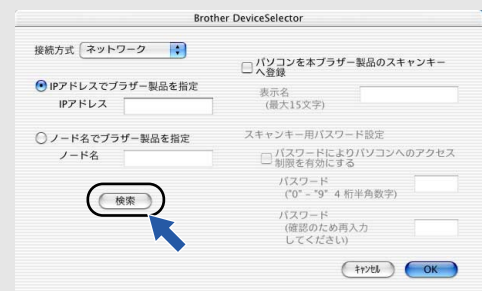 Brother DeviceSelector
接続方式 ネットワーク
IPアドレスでブラザー製品を指定
IPアドレス
ノード名でブラザー製品を指定
ノード名
検索
パソコンを本ブラザー製品のスキャンキー
へ登録
表示名
(最大15文字)
スキャンキー用パスワード設定
パスワードによりパソコンへのアクセス
制限を有効にする
パスワード
("0" – "9" 4 桁半角数字)
パスワード
(確認のため再入力
してください)
キャンセル
OK